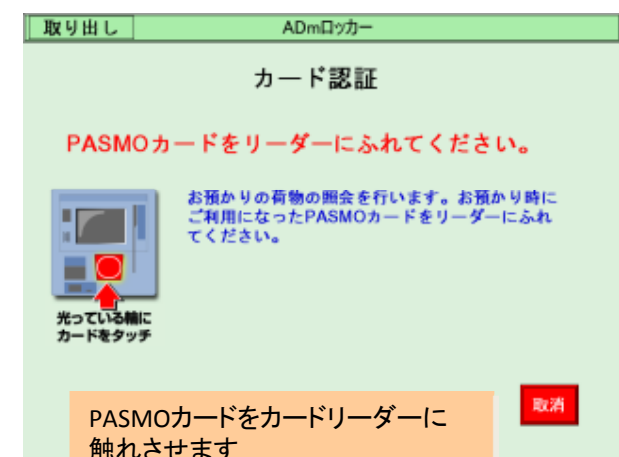 取り出し
ADmロッカー
カード認証
PASMOカードをリーダーにふれてください。
お預かりの荷物の照会を行います。お預かり時に
ご利用になったPASMOカードをリーダーにふれ
てください。
光っている輪に
カードをタッチ
取消
PASMOカードをカードリーダーに
触れさせます